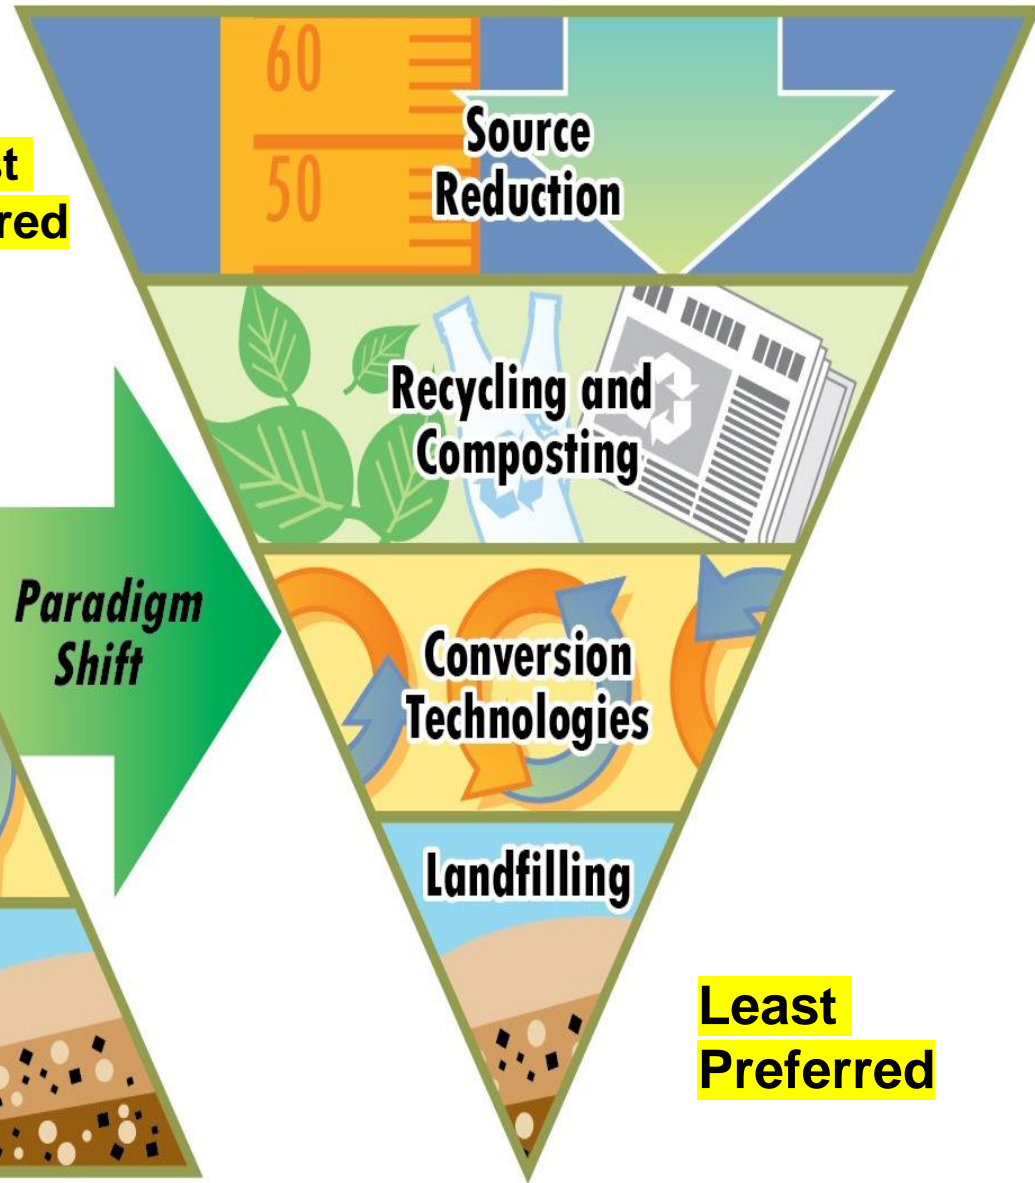 60
50
Source
Reduction
Recycling and
Composting
Paradigm
Shift
Conversion
Technologies
Landfilling
Least
Preferred